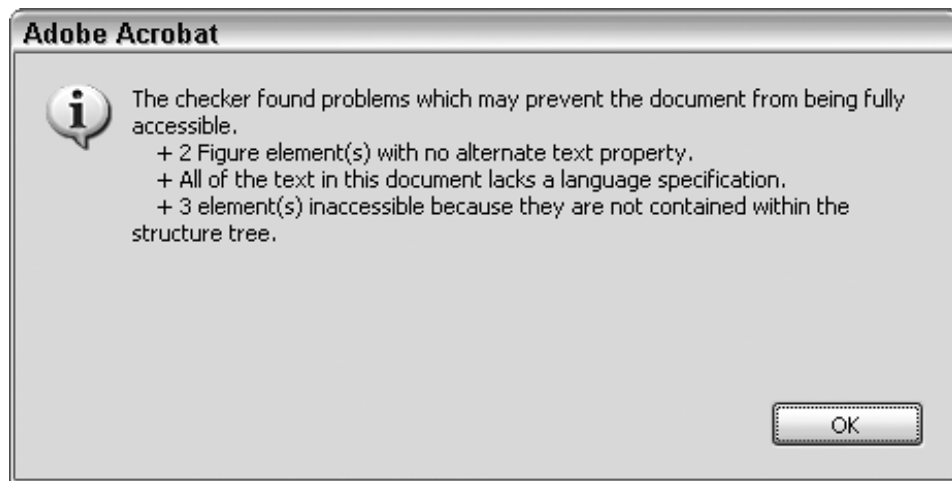 Adobe Acrobat
The checker found problems which may prevent the document from being fully
accessible.
+ 2 Figure element(s) with no alternate text property.
+ All of the text in this document lacks a language specification.
+ 3 element(s) inaccessible because they are not contained within the
structure tree.
OK